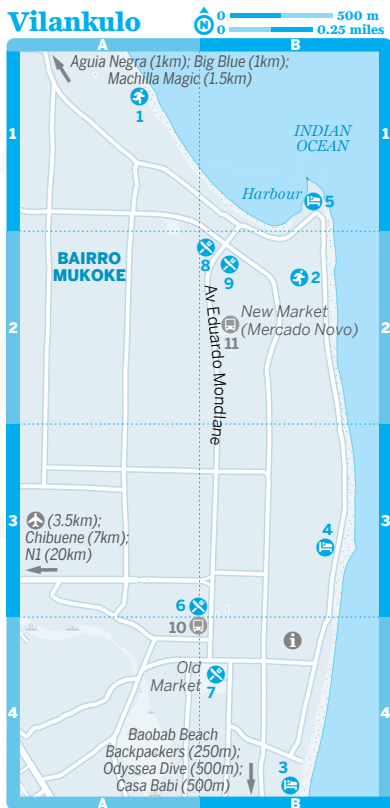 Vilankulo
N
0 500 m
0 0.25 miles
A B
Aguia Negra (1km); Big Blue (1km);
Machilla Magic (1.5km)
1 1
1
INDIAN
OCEAN
Harbour
5
BAIRRO
MUKOKE
8
9
2
2 2
Av Eduardo Mondlane
New Market
(Mercado Novo)
11
3 3
(3.5km);
Chibuene (7km);
N1 (20km)
4
6
10
i
Old
Market
7
4 4
Baobab Beach
Backpackers (250m);
Odyssea Dive (500m);
Casa Babi (500m)
3
A B